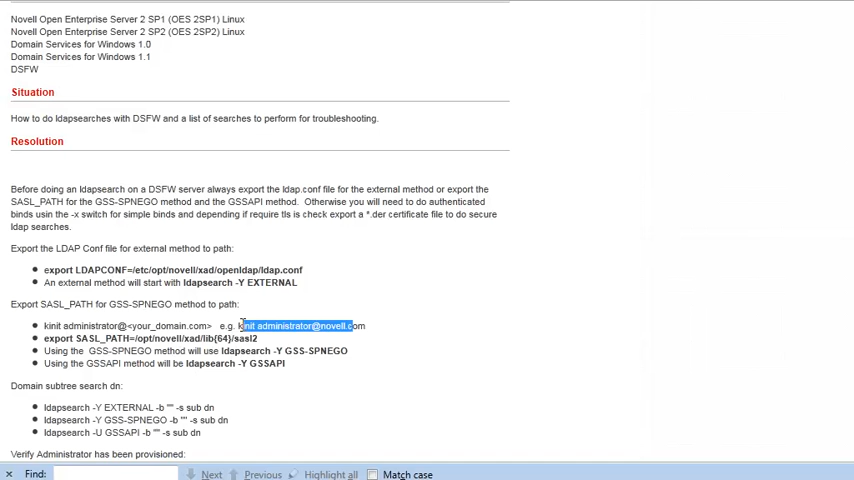 Novell Open Enterprise Server 2 SP1 (OES 2SP1) Linux
Novell Open Enterprise Server 2 SP2 (OES 2SP2) Linux
Domain Services for Windows 1.0
Domain Services for Windows 1.1
DSFW
Situation
How to do ldapsearches with DSFW and a list of searches to perform for troubleshooting.
Resolution
Before doing an ldapsearch on a DSFW server always export the ldap.conf file for the external method or export the
SASL_PATH for the GSS-SPNEGO method and the GSSAPI method.  Otherwise you will need to do authenticated
binds usin the -x switch for simple binds and depending if require tls is check export a *.der certificate file to do secure
ldap searches.
Export the LDAP Conf file for external method to path:
export LDAPCONF=/etc/opt/novell/xad/openldap/ldap.conf
An external method will start with ldapsearch -Y EXTERNAL
Export SASL_PATH for GSS-SPNEGO method to path:
kinit administrator@<your_domain.com>   e.g. kinit administrator@novell.com
export SASL_PATH=/opt/novell/xad/lib{64}/sasl2
Using the  GSS-SPNEGO method will use ldapsearch -Y GSS-SPNEGO
Using the GSSAPI method will be ldapsearch -Y GSSAPI
Domain subtree search dn:
ldapsearch -Y EXTERNAL -b "" -s sub dn
ldapsearch -Y GSS-SPNEGO -b "" -s sub dn
ldapsearch -U GSSAPI -b "" -s sub dn
Verify Administrator has been provisioned:
Find: Next Previous Highlight all Match case